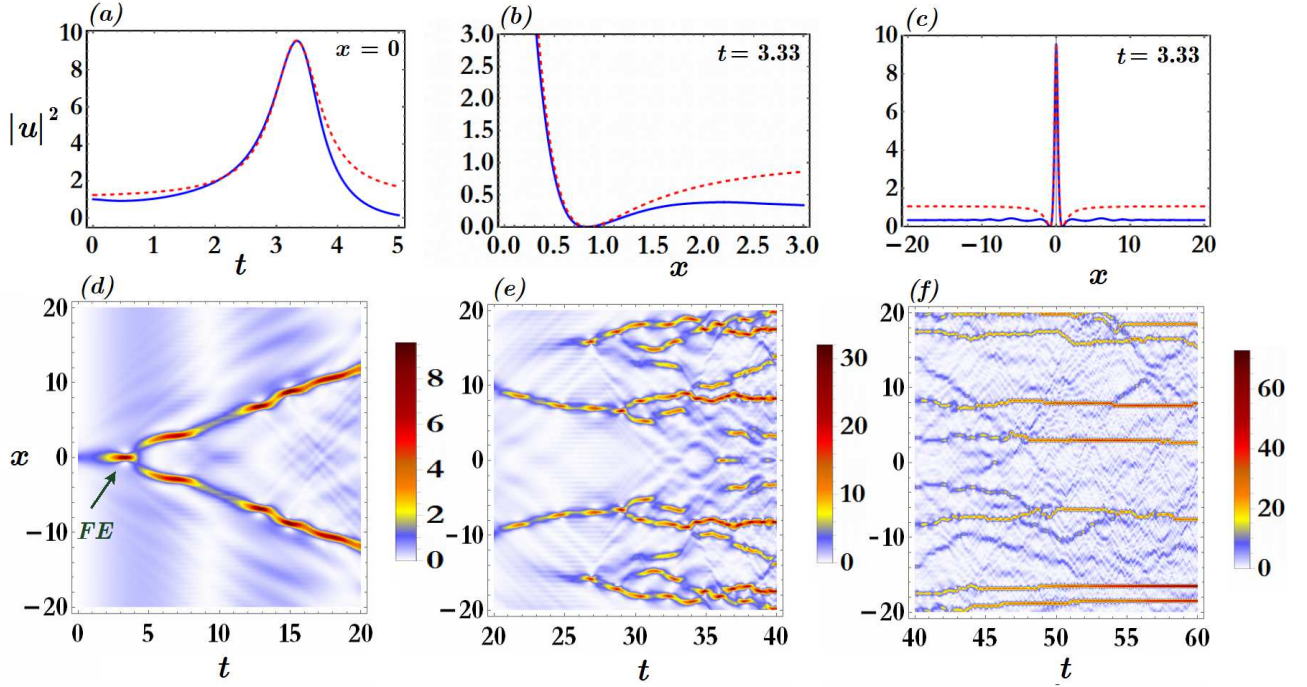 (a)
(b)
(c)
x = 0
t = 3.33
t = 3.33
|u|²
10
8
6
4
2
0
0 1 2 3 4 5
t
3.0
2.5
2.0
1.5
1.0
0.5
0.0
0.0 0.5 1.0 1.5 2.0 2.5 3.0
x
10
8
6
4
2
0
−20 −10 0 10 20
x
(d)
(e)
(f)
x
20
10
0
−10
−20
FE
0 5 10 15 20
t
8
6
4
2
0
20
10
0
−10
−20
20 25 30 35 40
t
30
20
10
0
20
10
0
−10
−20
40 45 50 55 60
t
60
40
20
0